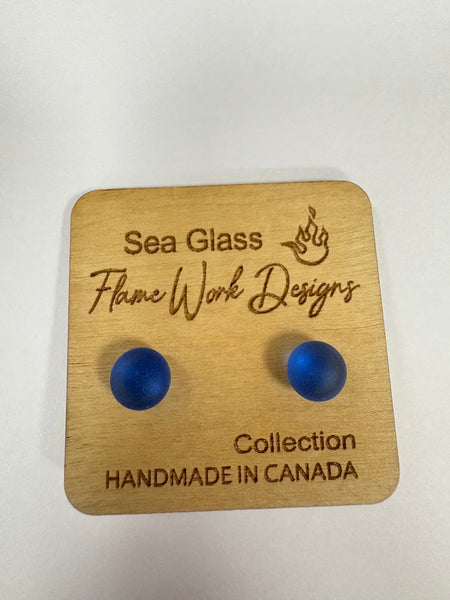 Sea Glass
Flame Work Designs
Collection
HANDMADE IN CANADA